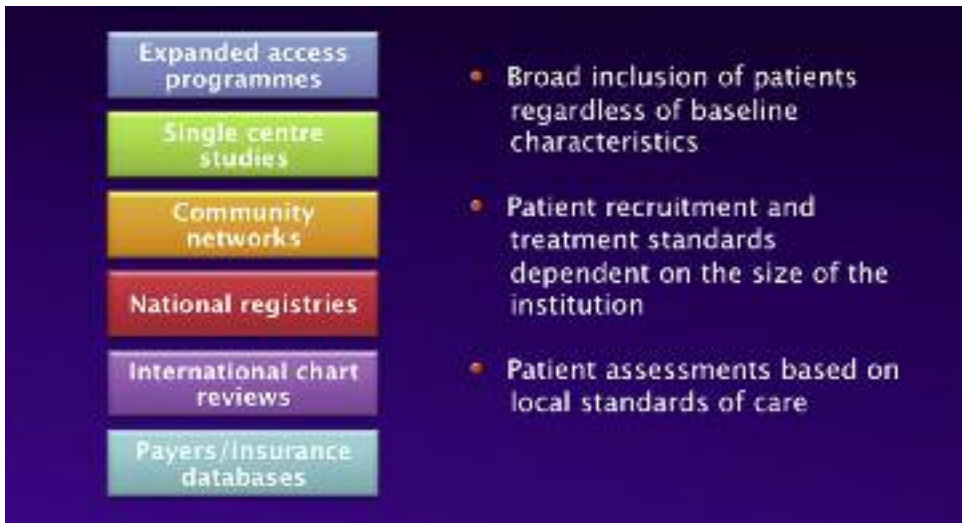 Expanded access
programmes
Single centre
studies
Community
networks
National registries
International chart
reviews
Payers/Insurance
databases
• Broad inclusion of patients
regardless of baseline
characteristics
• Patient recruitment and
treatment standards
dependent on the size of the
institution
• Patient assessments based on
local standards of care